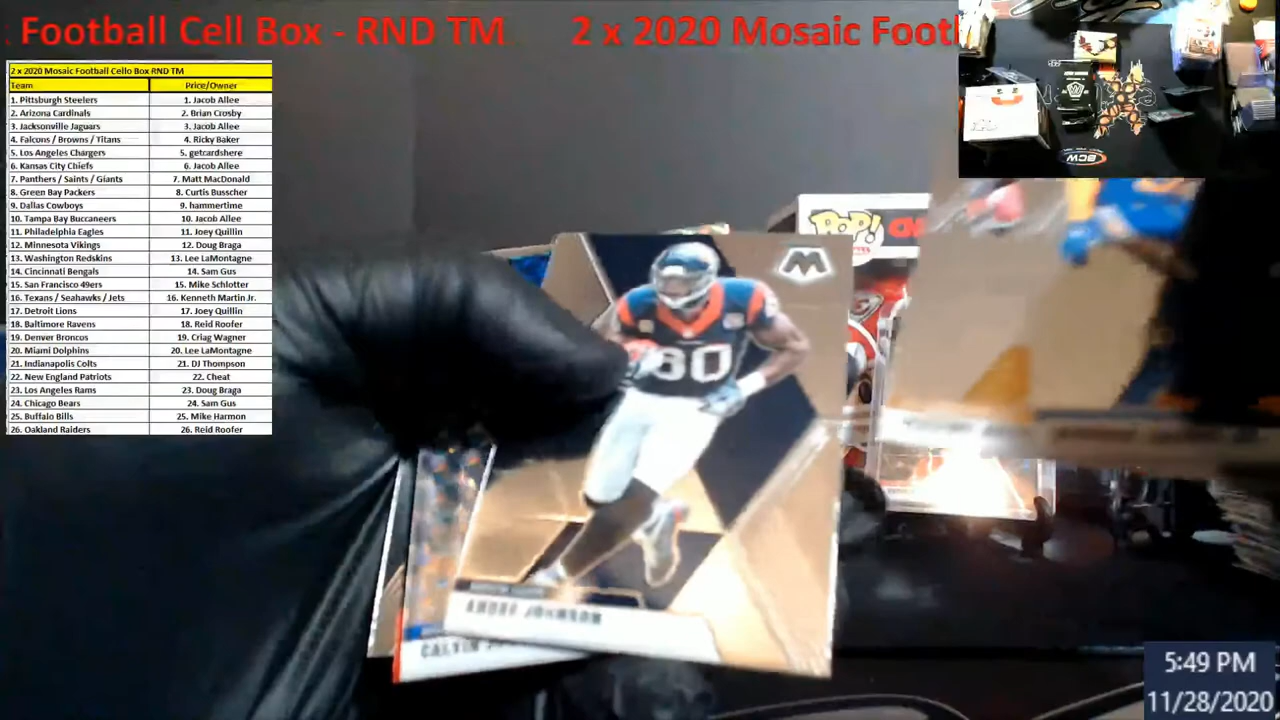 Football Cell Box - RND TM 2 x 2020 Mosaic Footl
2 x 2020 Mosaic Football Cello Box RND TM
Team Price/Owner
1. Pittsburgh Steelers 1. Jacob Allee
2. Arizona Cardinals 2. Brian Crosby
3. Jacksonville Jaguars 3. Jacob Allee
4. Falcons / Browns / Titans 4. Ricky Baker
5. Los Angeles Chargers 5. getcardshere
6. Kansas City Chiefs 6. Jacob Allee
7. Panthers / Saints / Giants 7. Matt MacDonald
8. Green Bay Packers 8. Curtis Busscher
9. Dallas Cowboys 9. hammertime
10. Tampa Bay Buccaneers 10. Jacob Allee
11. Philadelphia Eagles 11. Joey Quillin
12. Minnesota Vikings 12. Doug Braga
13. Washington Redskins 13. Lee LaMontagne
14. Cincinnati Bengals 14. Sam Gus
15. San Francisco 49ers 15. Mike Schlotter
16. Texans / Seahawks / Jets 16. Kenneth Martin Jr.
17. Detroit Lions 17. Joey Quillin
18. Baltimore Ravens 18. Reid Roofer
19. Denver Broncos 19. Criag Wagner
20. Miami Dolphins 20. Lee LaMontagne
21. Indianapolis Colts 21. DJ Thompson
22. New England Patriots 22. Cheat
23. Los Angeles Rams 23. Doug Braga
24. Chicago Bears 24. Sam Gus
25. Buffalo Bills 25. Mike Harmon
26. Oakland Raiders 26. Reid Roofer
BCW
POP!
M
80
ANDRE JOHNSON
CALVIN
5:49 PM
11/28/2020